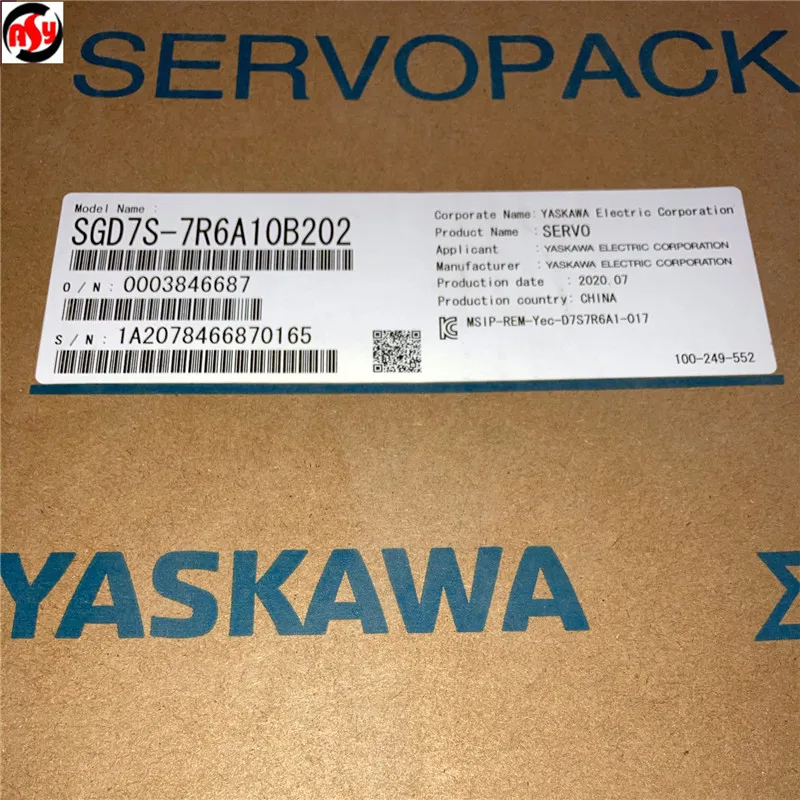 ASY
SERVOPACK
Model Name :
SGD7S-7R6A10B202
O/N: 0003846687
S/N: 1A2078466870165
Corporate Name: YASKAWA Electric Corporation
Product Name : SERVO
Applicant : YASKAWA ELECTRIC CORPORATION
Manufacturer : YASKAWA ELECTRIC CORPORATION
Production date : 2020.07
Production country: CHINA
MSIP-REM-Yec-D7S7R6A1-017
100-249-552
YASKAWA